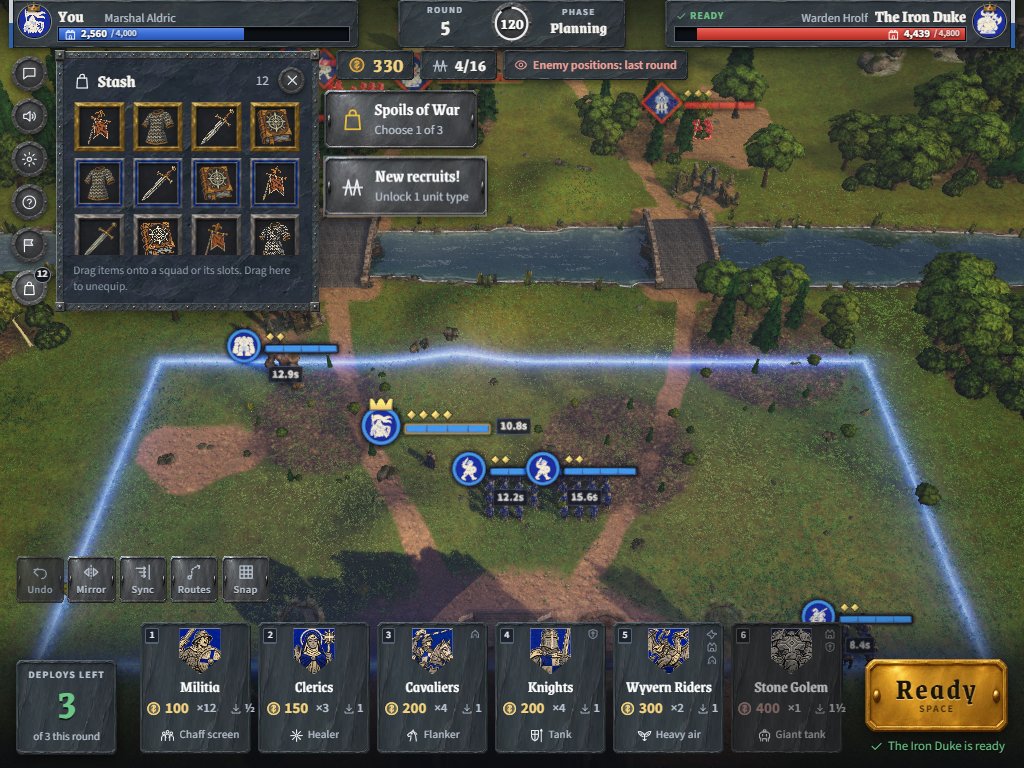 You Marshal Aldric
2,560 / 4,000
ROUND
5
120
PHASE
Planning
READY
Warden Hrolf The Iron Duke
4,439 / 4,800
330
4/16
Enemy positions: last round
Stash 12
Drag items onto a squad or its slots. Drag here
to unequip.
12
Spoils of War
Choose 1 of 3
New recruits!
Unlock 1 unit type
12.9s
10.8s
12.2s
15.6s
8.4s
Undo
Mirror
Sync
Routes
Snap
DEPLOYS LEFT
3
of 3 this round
1
Militia
100 ×12 ½
Chaff screen
2
Clerics
150 ×3 1
Healer
3
Cavaliers
200 ×4 1
Flanker
4
Knights
200 ×4 1
Tank
5
Wyvern Riders
300 ×2 1
Heavy air
6
Stone Golem
400 ×1 1½
Giant tank
Ready
SPACE
The Iron Duke is ready